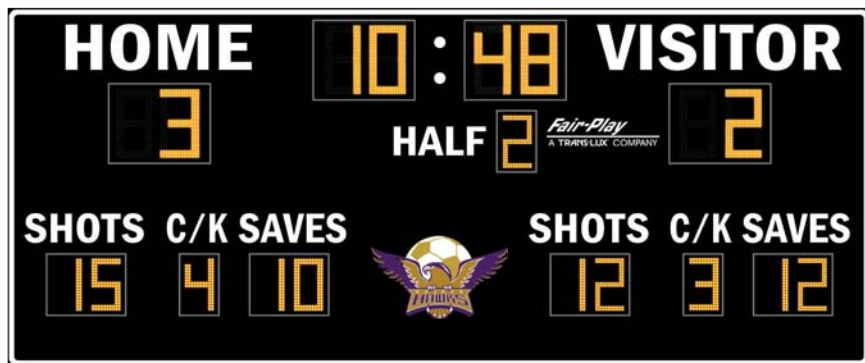 HOME 10:48 VISITOR
3 HALF 2 Fair-Play 2
A TRANS-LUX COMPANY
SHOTS C/K SAVES SHOTS C/K SAVES
15 4 10 12 3 12
HAWKS